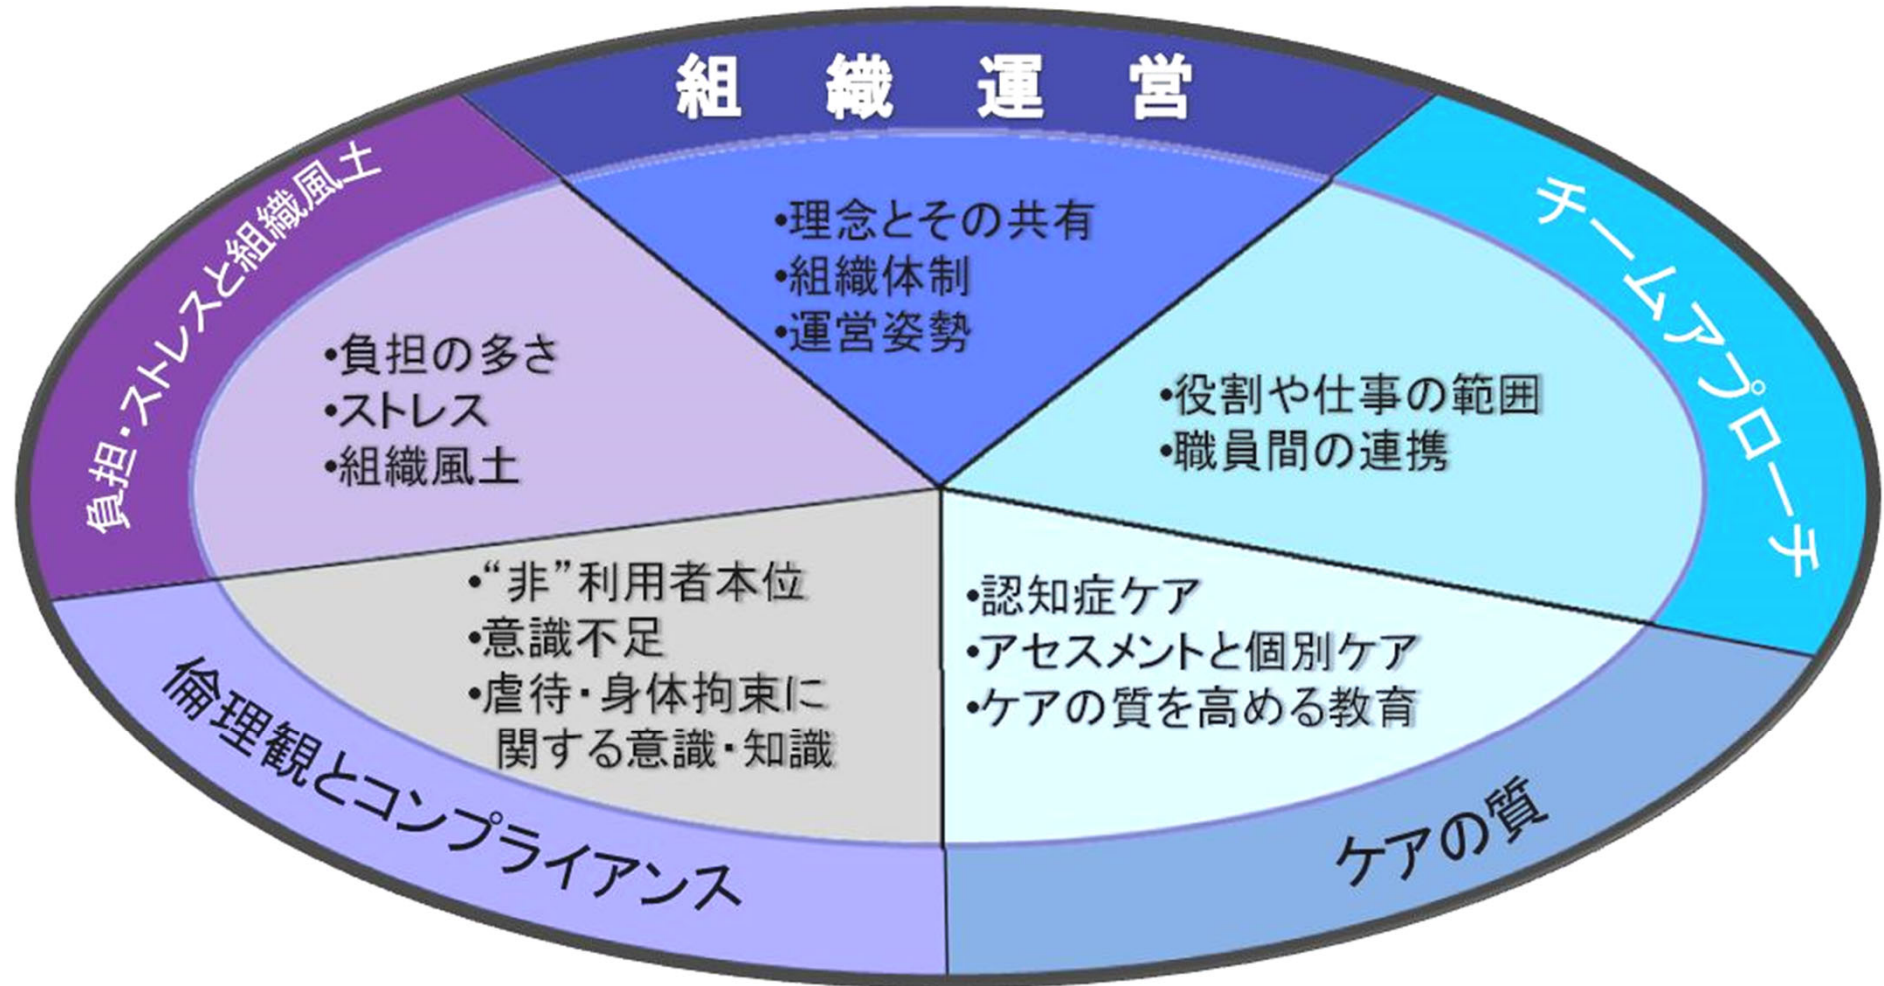 組織運営
•理念とその共有
•組織体制
•運営姿勢
チームアプローチ
•役割や仕事の範囲
•職員間の連携
ケアの質
•認知症ケア
•アセスメントと個別ケア
•ケアの質を高める教育
倫理観とコンプライアンス
•“非”利用者本位
•意識不足
•虐待・身体拘束に
関する意識・知識
負担・ストレスと組織風土
•負担の多さ
•ストレス
•組織風土